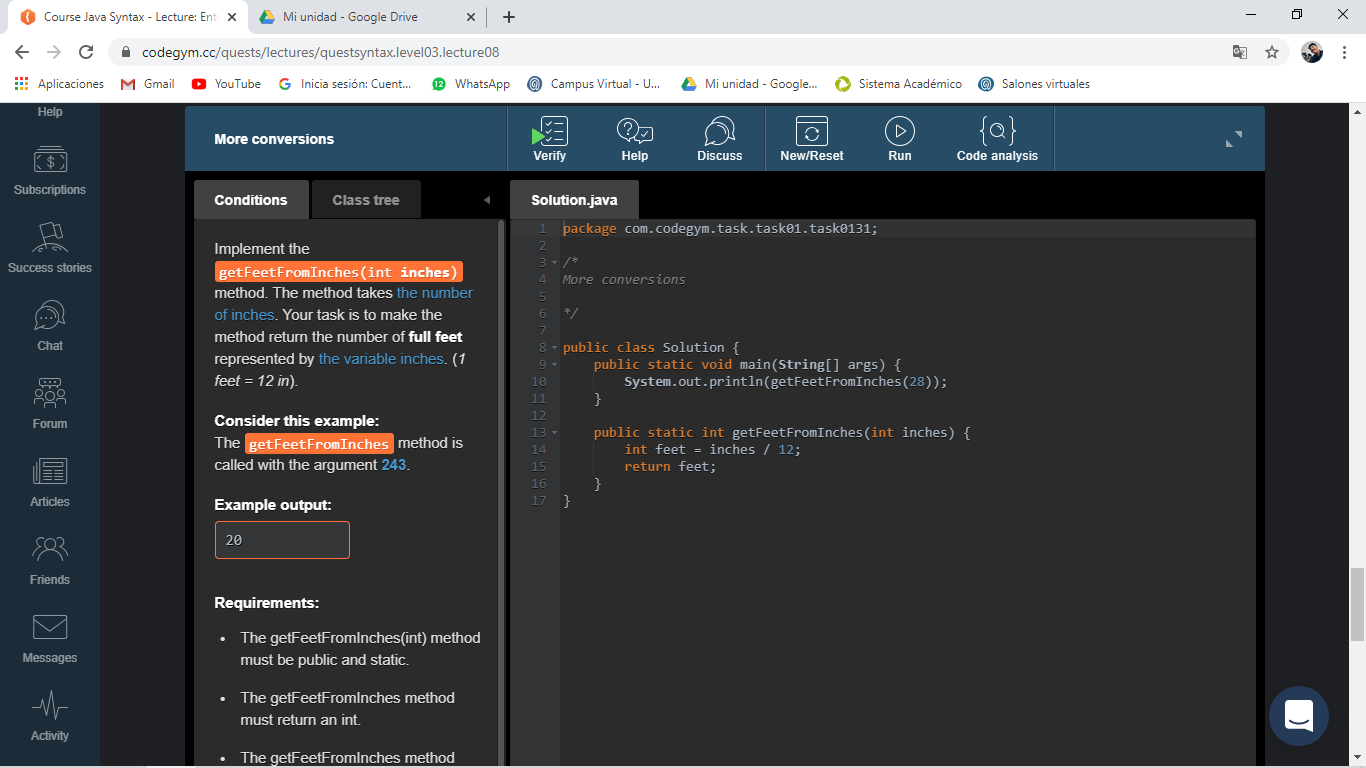 Course Java Syntax - Lecture: Ent
Mi unidad - Google Drive
codegym.cc/quests/lectures/questsyntax.level03.lecture08
Aplicaciones
Gmail
YouTube
Inicia sesión: Cuent...
12
WhatsApp
Campus Virtual - U...
Mi unidad - Google...
Sistema Académico
Salones virtuales
Help
Subscriptions
Success stories
Chat
Forum
Articles
Friends
Messages
Activity
More conversions
Verify
Help
Discuss
New/Reset
Run
Code analysis
Conditions
Class tree
Implement the
getFeetFromInches(int inches)
method. The method takes the number
of inches. Your task is to make the
method return the number of full feet
represented by the variable inches. (1
feet = 12 in).
Consider this example:
The getFeetFromInches method is
called with the argument 243.
Example output:
20
Requirements:
• The getFeetFromInches(int) method
must be public and static.
• The getFeetFromInches method
must return an int.
• The getFeetFromInches method
Solution.java
1 package com.codegym.task.task01.task0131;
2
3 /*
4 More conversions
5
6 */
7
8 public class Solution {
9 public static void main(String[] args) {
10 System.out.println(getFeetFromInches(28));
11 }
12
13 public static int getFeetFromInches(int inches) {
14 int feet = inches / 12;
15 return feet;
16 }
17 }